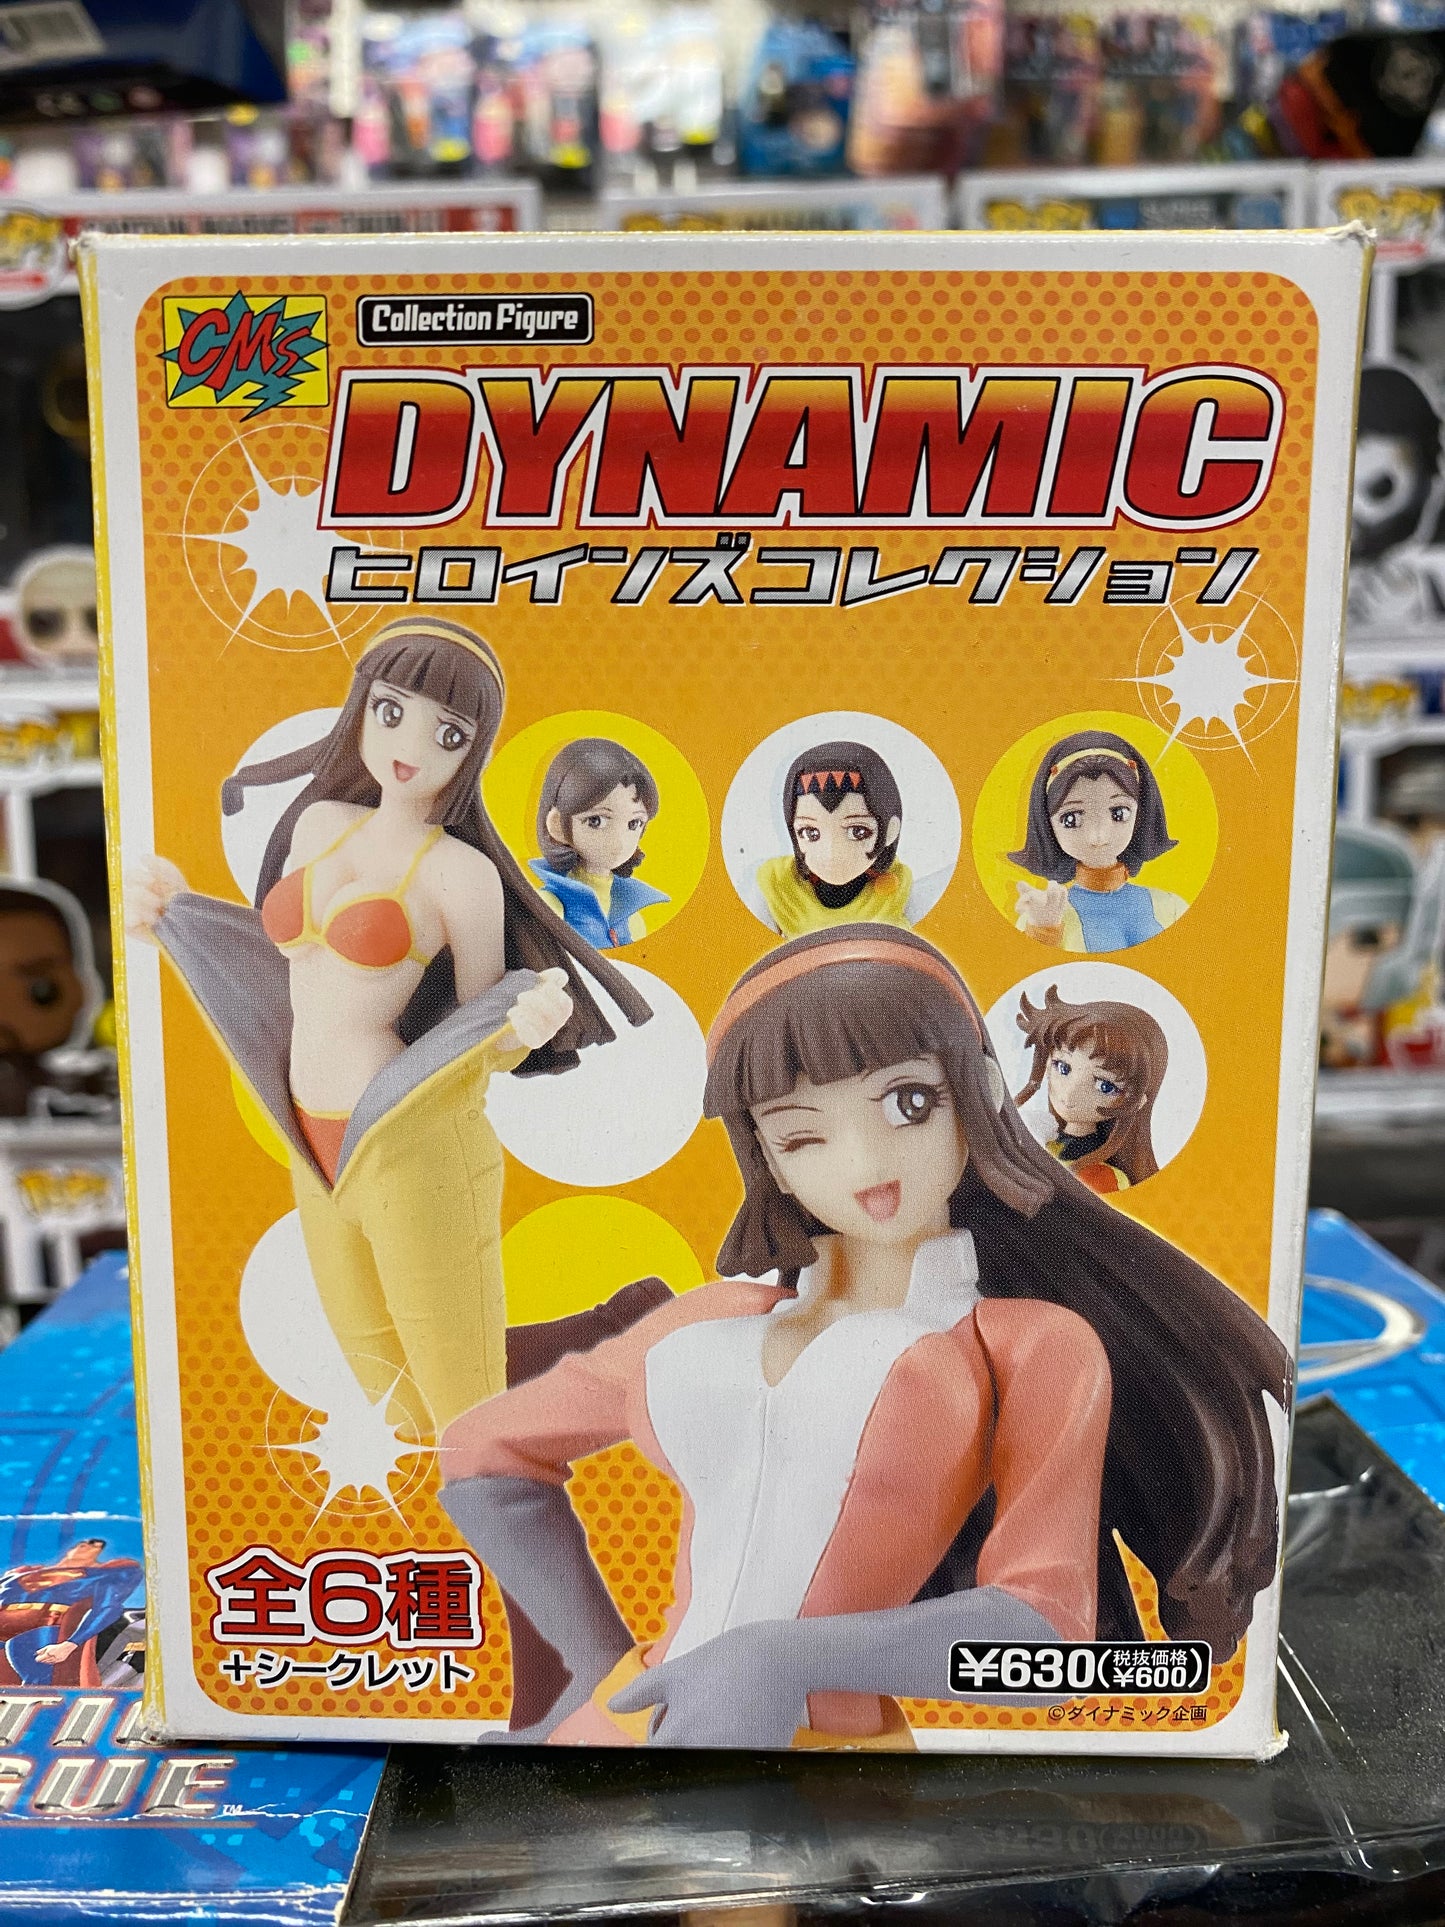 CM's
Collection Figure
DYNAMIC
ヒロインズコレクション
全6種
+シークレット
¥630(税抜価格 ¥600)
©ダイナミック企画
TM